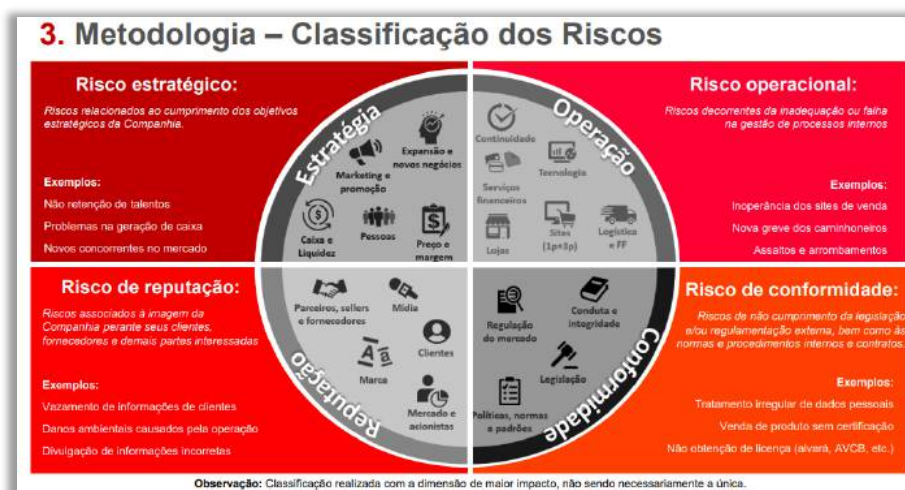 3. Metodologia – Classificação dos Riscos
Risco estratégico:
Riscos relacionados ao cumprimento dos objetivos
estratégicos da Companhia.
Exemplos:
Não retenção de talentos
Problemas na geração de caixa
Novos concorrentes no mercado
Estratégia
Expansão e
novos negócios
Marketing e
promoção
Caixa e
Liquidez
Pessoas
Preço e
margem
Operação
Continuidade
Tecnologia
Serviços
financeiros
Lojas
Sites
(1p+3p)
Logística
e FF
Risco operacional:
Riscos decorrentes da inadequação ou falha
na gestão de processos internos
Exemplos:
Inoperância dos sites de venda
Nova greve dos caminhoneiros
Assaltos e arrombamentos
Risco de reputação:
Riscos associados à imagem da
Companhia perante seus clientes,
fornecedores e demais partes interessadas
Exemplos:
Vazamento de informações de clientes
Danos ambientais causados pela operação
Divulgação de informações incorretas
Reputação
Parceiros, sellers
e fornecedores
Mídia
Clientes
Marca
Mercado e
acionistas
Conformidade
Regulação
do mercado
Conduta e
integridade
Legislação
Políticas, normas
e padrões
Risco de conformidade:
Riscos de não cumprimento da legislação
e/ou regulamentação externa, bem como às
normas e procedimentos internos e contratos.
Exemplos:
Tratamento irregular de dados pessoais
Venda de produto sem certificação
Não obtenção de licença (alvará, AVCB, etc.)
Observação: Classificação realizada com a dimensão de maior impacto, não sendo necessariamente a única.